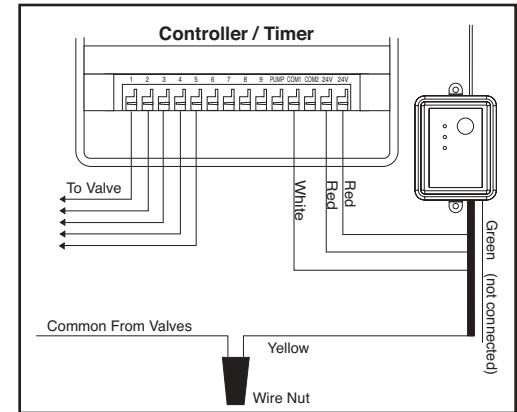 Controller / Timer
1 2 3 4 5 6 7 8 9 PUMP COM1 COM2 24V 24V
To Valve
White
Red
Red
Green (not connected)
Common From Valves
Yellow
Wire Nut